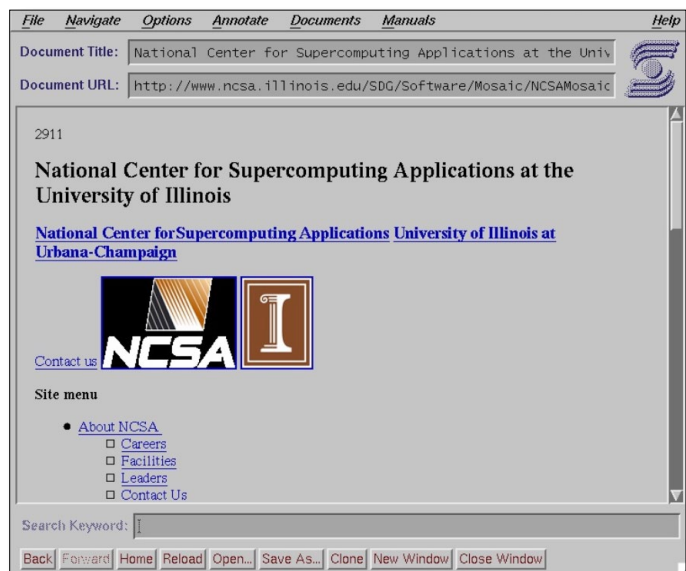 File Navigate Options Annotate Documents Manuals Help
Document Title: National Center for Supercomputing Applications at the Univ
Document URL: http://www.ncsa.illinois.edu/SDG/Software/Mosaic/NCSAMosaic
2911
National Center for Supercomputing Applications at the
University of Illinois
National Center for Supercomputing Applications University of Illinois at
Urbana-Champaign
Contact us NCSA I
Site menu
About NCSA
Careers
Facilities
Leaders
Contact Us
Search Keyword:
Back Forward Home Reload Open... Save As... Clone New Window Close Window